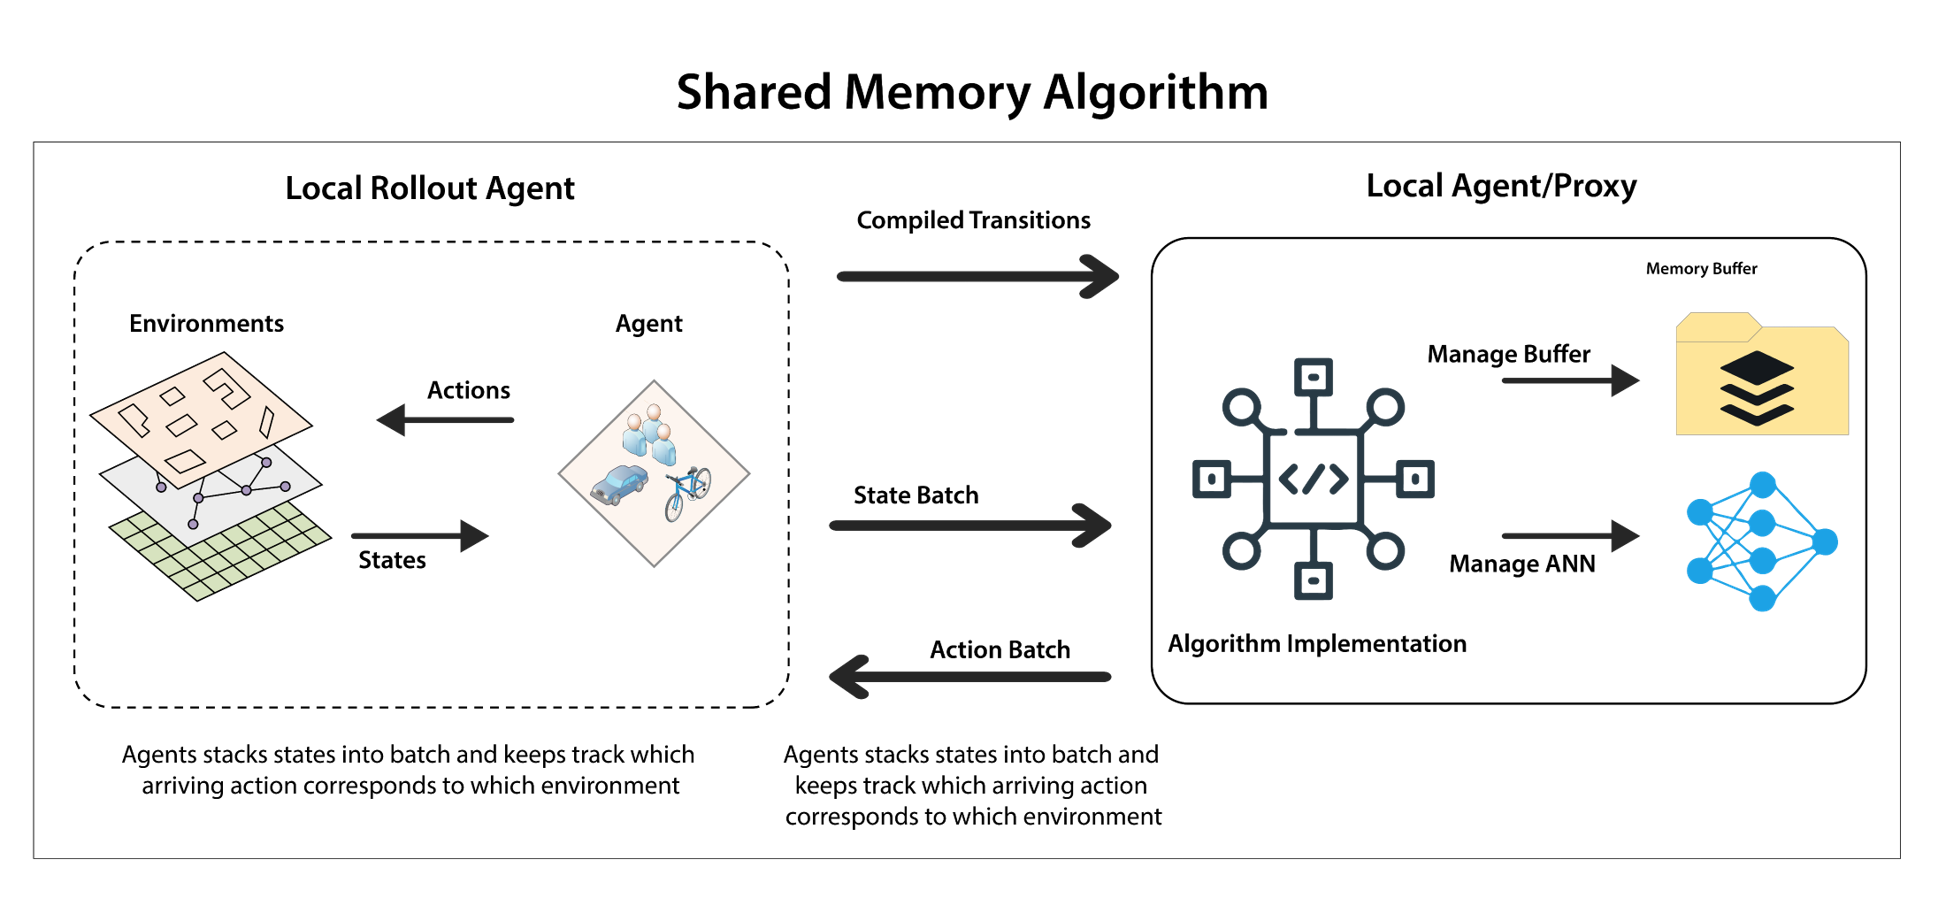 Shared Memory Algorithm
Local Rollout Agent
Local Agent/Proxy
Compiled Transitions
Memory Buffer
Environments
Agent
Actions
Manage Buffer
State Batch
States
Manage ANN
Action Batch
Algorithm Implementation
Agents stacks states into batch and keeps track which
arriving action corresponds to which environment
Agents stacks states into batch and
keeps track which arriving action
corresponds to which environment